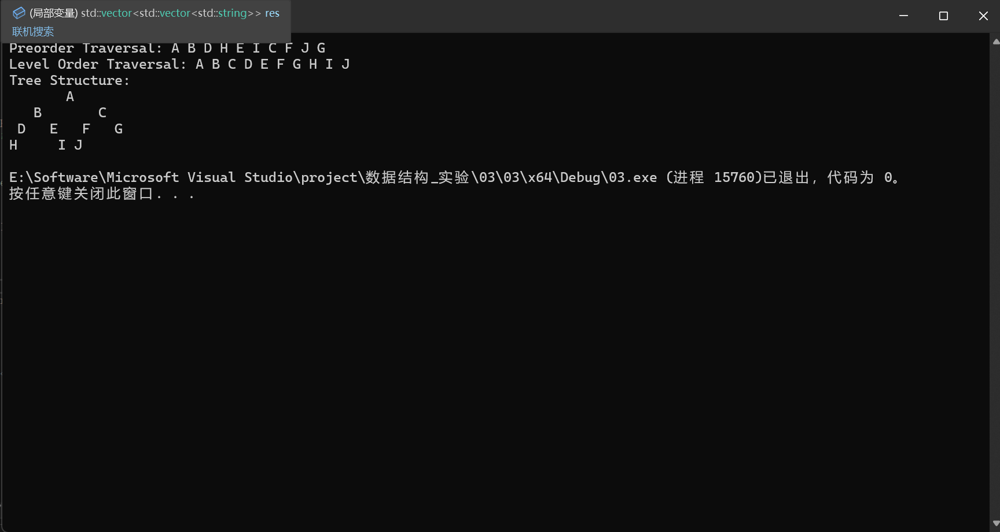 (局部变量) std::vector<std::vector<std::string>> res
联机搜索
Preorder Traversal: A B D H E I C F J G
Level Order Traversal: A B C D E F G H I J
Tree Structure:
       A
   B       C
 D   E   F   G
H     I J
E:\Software\Microsoft Visual Studio\project\数据结构_实验\03\03\x64\Debug\03.exe (进程 15760)已退出，代码为 0。
按任意键关闭此窗口. . .